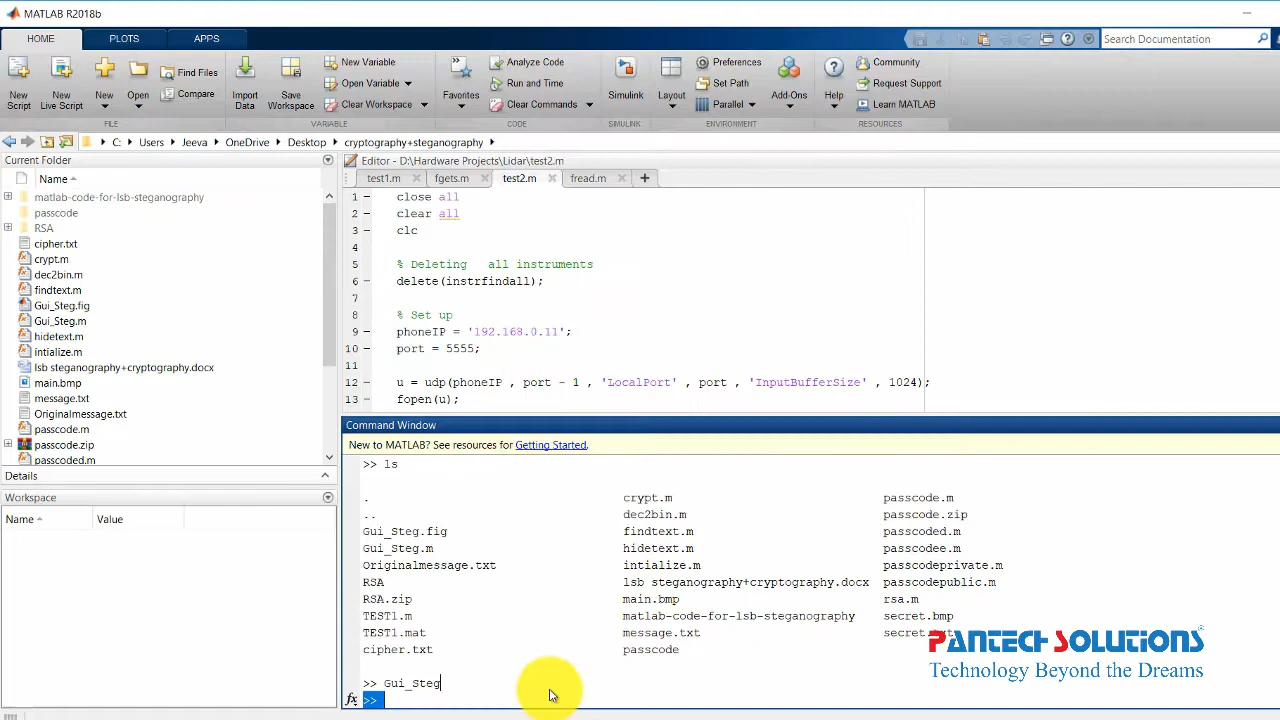 MATLAB R2018b
HOME PLOTS APPS
Search Documentation
New Script
New Live Script
New
Open
Find Files
Compare
Import Data
Save Workspace
New Variable
Open Variable
Clear Workspace
Favorites
Analyze Code
Run and Time
Clear Commands
Simulink
Layout
Preferences
Set Path
Parallel
Add-Ons
Help
Community
Request Support
Learn MATLAB
FILE VARIABLE CODE SIMULINK ENVIRONMENT RESOURCES
C: Users Jeeva OneDrive Desktop cryptography+steganography
Current Folder
Name
matlab-code-for-lsb-steganography
passcode
RSA
cipher.txt
crypt.m
dec2bin.m
findtext.m
Gui_Steg.fig
Gui_Steg.m
hidetext.m
intialize.m
lsb steganography+cryptography.docx
main.bmp
message.txt
Originalmessage.txt
passcode.m
passcode.zip
passcoded.m
Details
Workspace
Name Value
Editor - D:\Hardware Projects\Lidar\test2.m
test1.m fgets.m test2.m fread.m
1 close all
2 clear all
3 clc
4
5 % Deleting all instruments
6 delete(instrfindall);
7
8 % Set up
9 phoneIP = '192.168.0.11';
10 port = 5555;
11
12 u = udp(phoneIP , port - 1 , 'LocalPort' , port , 'InputBufferSize' , 1024);
13 fopen(u);
Command Window
New to MATLAB? See resources for Getting Started.
>> ls
. crypt.m passcode.m
.. dec2bin.m passcode.zip
Gui_Steg.fig findtext.m passcoded.m
Gui_Steg.m hidetext.m passcodee.m
Originalmessage.txt intialize.m passcodeprivate.m
RSA lsb steganography+cryptography.docx passcodepublic.m
RSA.zip main.bmp rsa.m
TEST1.m matlab-code-for-lsb-steganography secret.bmp
TEST1.mat message.txt
cipher.txt passcode
>> Gui_Steg
fx >>
PANTECH SOLUTIONS
Technology Beyond the Dreams